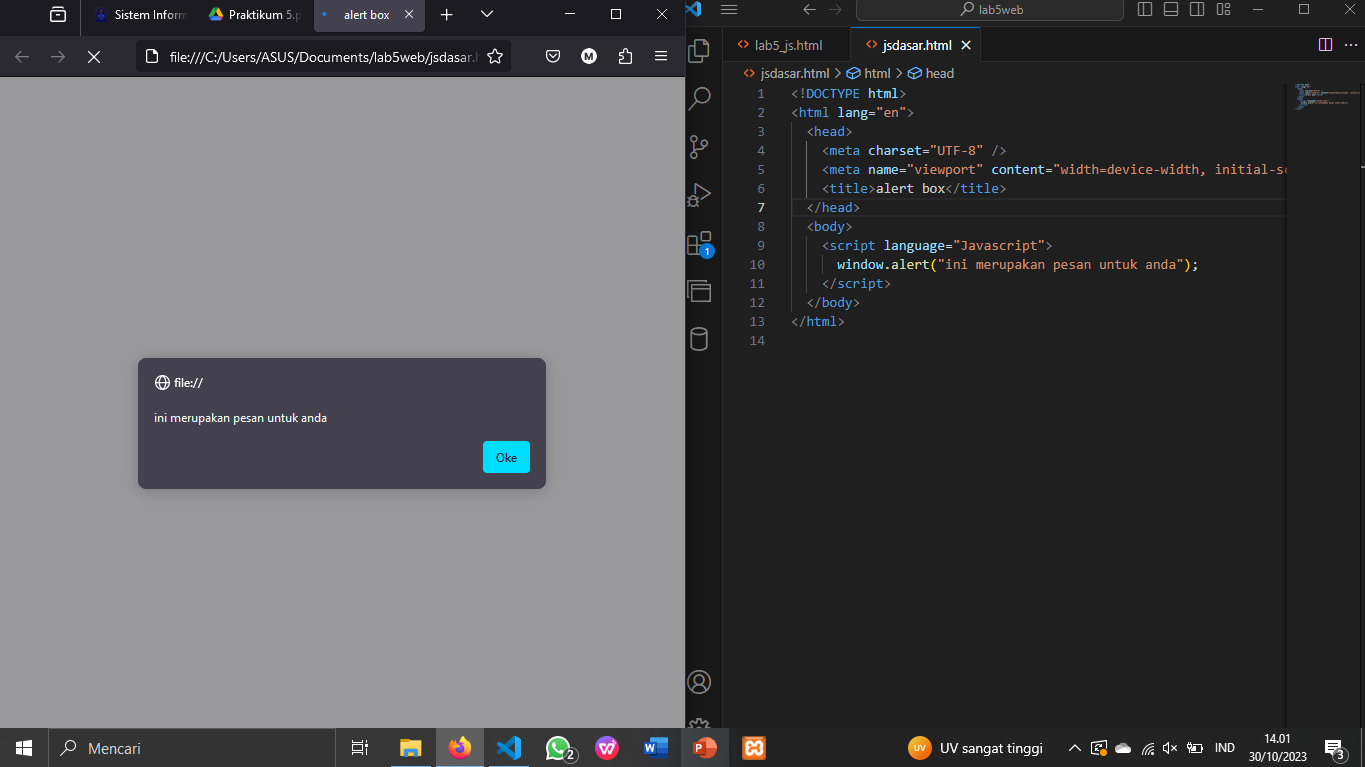 Sistem Inform
Praktikum 5.p
alert box
file:///C:/Users/ASUS/Documents/lab5web/jsdasar.h
M
file://
ini merupakan pesan untuk anda
Oke
lab5web
lab5_js.html
jsdasar.html
jsdasar.html > html > head
1 <!DOCTYPE html>
2 <html lang="en">
3 <head>
4 <meta charset="UTF-8" />
5 <meta name="viewport" content="width=device-width, initial-sc
6 <title>alert box</title>
7 </head>
8 <body>
9 <script language="Javascript">
10 window.alert("ini merupakan pesan untuk anda");
11 </script>
12 </body>
13 </html>
14
1
Mencari
2
W
P
UV
UV sangat tinggi
IND
14.01
30/10/2023
3